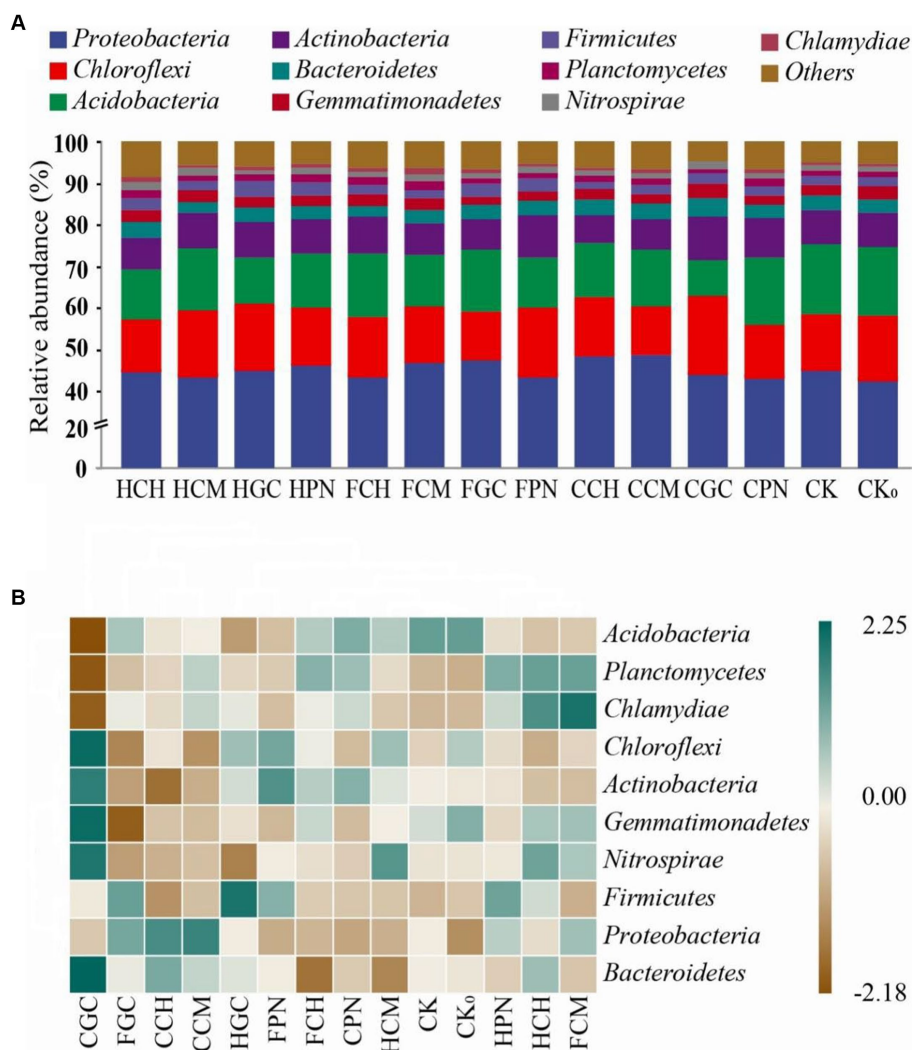 A
Proteobacteria Actinobacteria Firmicutes Chlamydiae
Chloroflexi Bacteroidetes Planctomycetes Others
Acidobacteria Gemmatimonadetes Nitrospirae
Relative abundance (%)
100
90
80
70
60
50
40
20
0
HCH HCM HGC HPN FCH FCM FGC FPN CCH CCM CGC CPN CK CK₀
B
Acidobacteria
Planctomycetes
Chlamydiae
Chloroflexi
Actinobacteria
Gemmatimonadetes
Nitrospirae
Firmicutes
Proteobacteria
Bacteroidetes
2.25
0.00
-2.18
CGC FGC CCH CCM HGC FPN FCH CPN HCM CK CK₀ HPN HCH FCM